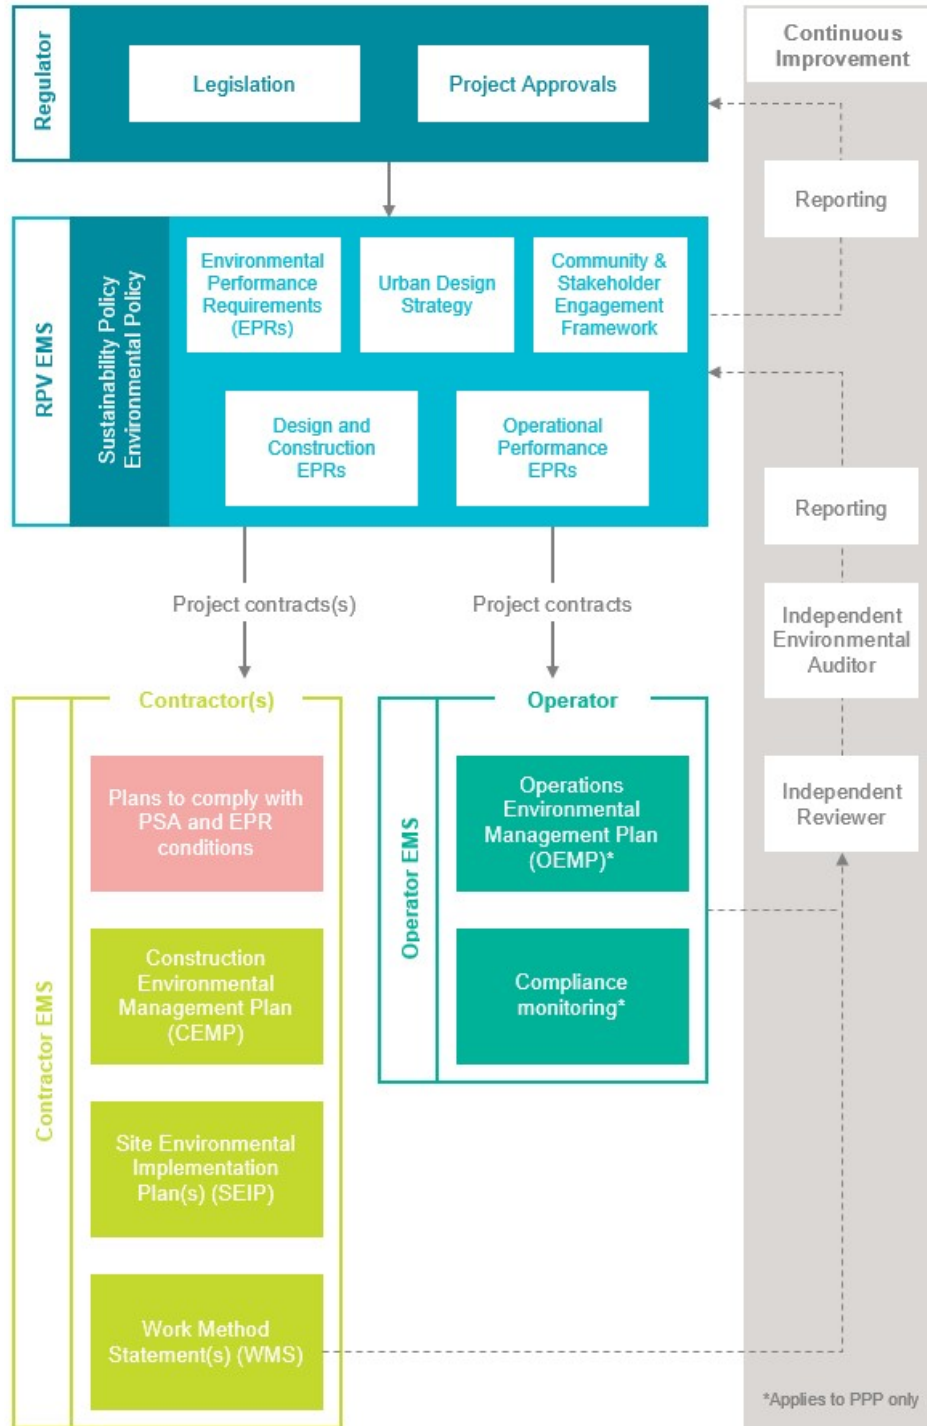 Continuous
Improvement
Regulator
Legislation
Project Approvals
Reporting
RPV EMS
Sustainability Policy
Environmental Policy
Environmental
Performance
Requirements
(EPRs)
Urban Design
Strategy
Community &
Stakeholder
Engagement
Framework
Design and
Construction
EPRs
Operational
Performance
EPRs
Reporting
Project contracts(s)
Project contracts
Independent
Environmental
Auditor
Contractor(s)
Contractor EMS
Plans to comply with
PSA and EPR
conditions
Construction
Environmental
Management Plan
(CEMP)
Site Environmental
Implementation
Plan(s) (SEIP)
Work Method
Statement(s) (WMS)
Operator
Operator EMS
Operations
Environmental
Management Plan
(OEMP)*
Compliance
monitoring*
Independent
Reviewer
*Applies to PPP only